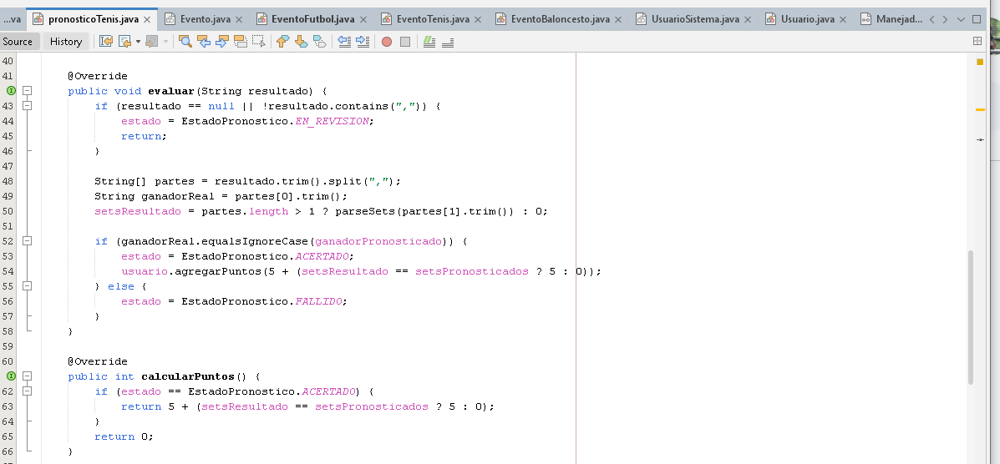 ...va pronosticoTenis.java Evento.java EventoFutbol.java EventoTenis.java EventoBaloncesto.java UsuarioSistema.java Usuario.java Manejad...
Source History
40
41 @Override
public void evaluar(String resultado) {
43 if (resultado == null || !resultado.contains(",")) {
44 estado = EstadoPronostico.EN_REVISION;
45 return;
46 }
47
48 String[] partes = resultado.trim().split(",");
49 String ganadorReal = partes[0].trim();
50 setsResultado = partes.length > 1 ? parseSets(partes[1].trim()) : 0;
51
52 if (ganadorReal.equalsIgnoreCase(ganadorPronosticado)) {
53 estado = EstadoPronostico.ACERTADO;
54 usuario.agregarPuntos(5 + (setsResultado == setsPronosticados ? 5 : 0));
55 } else {
56 estado = EstadoPronostico.FALLIDO;
57 }
58 }
59
60 @Override
public int calcularPuntos() {
62 if (estado == EstadoPronostico.ACERTADO) {
63 return 5 + (setsResultado == setsPronosticados ? 5 : 0);
64 }
65 return 0;
66 }